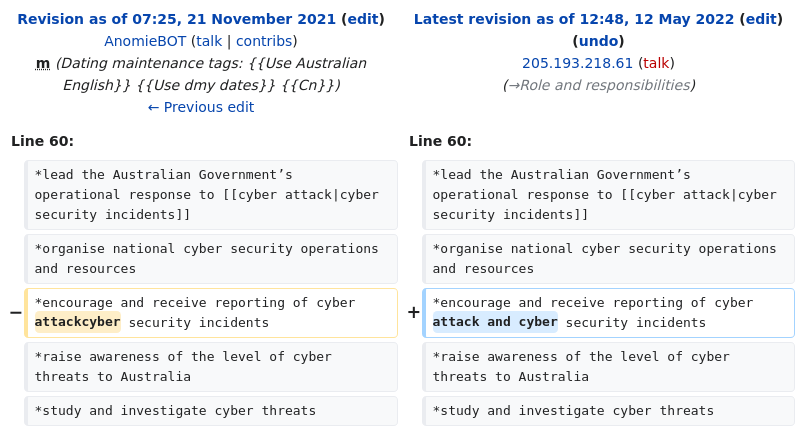 Revision as of 07:25, 21 November 2021 (edit)
AnomieBOT (talk | contribs)
m (Dating maintenance tags: {{Use Australian
English}} {{Use dmy dates}} {{Cn}})
← Previous edit
Line 60:
*lead the Australian Government’s
operational response to [[cyber attack|cyber
security incidents]]
*organise national cyber security operations
and resources
− *encourage and receive reporting of cyber
attackcyber security incidents
*raise awareness of the level of cyber
threats to Australia
*study and investigate cyber threats
Latest revision as of 12:48, 12 May 2022 (edit)
(undo)
205.193.218.61 (talk)
(→Role and responsibilities)
Line 60:
*lead the Australian Government’s
operational response to [[cyber attack|cyber
security incidents]]
*organise national cyber security operations
and resources
+ *encourage and receive reporting of cyber
attack and cyber security incidents
*raise awareness of the level of cyber
threats to Australia
*study and investigate cyber threats